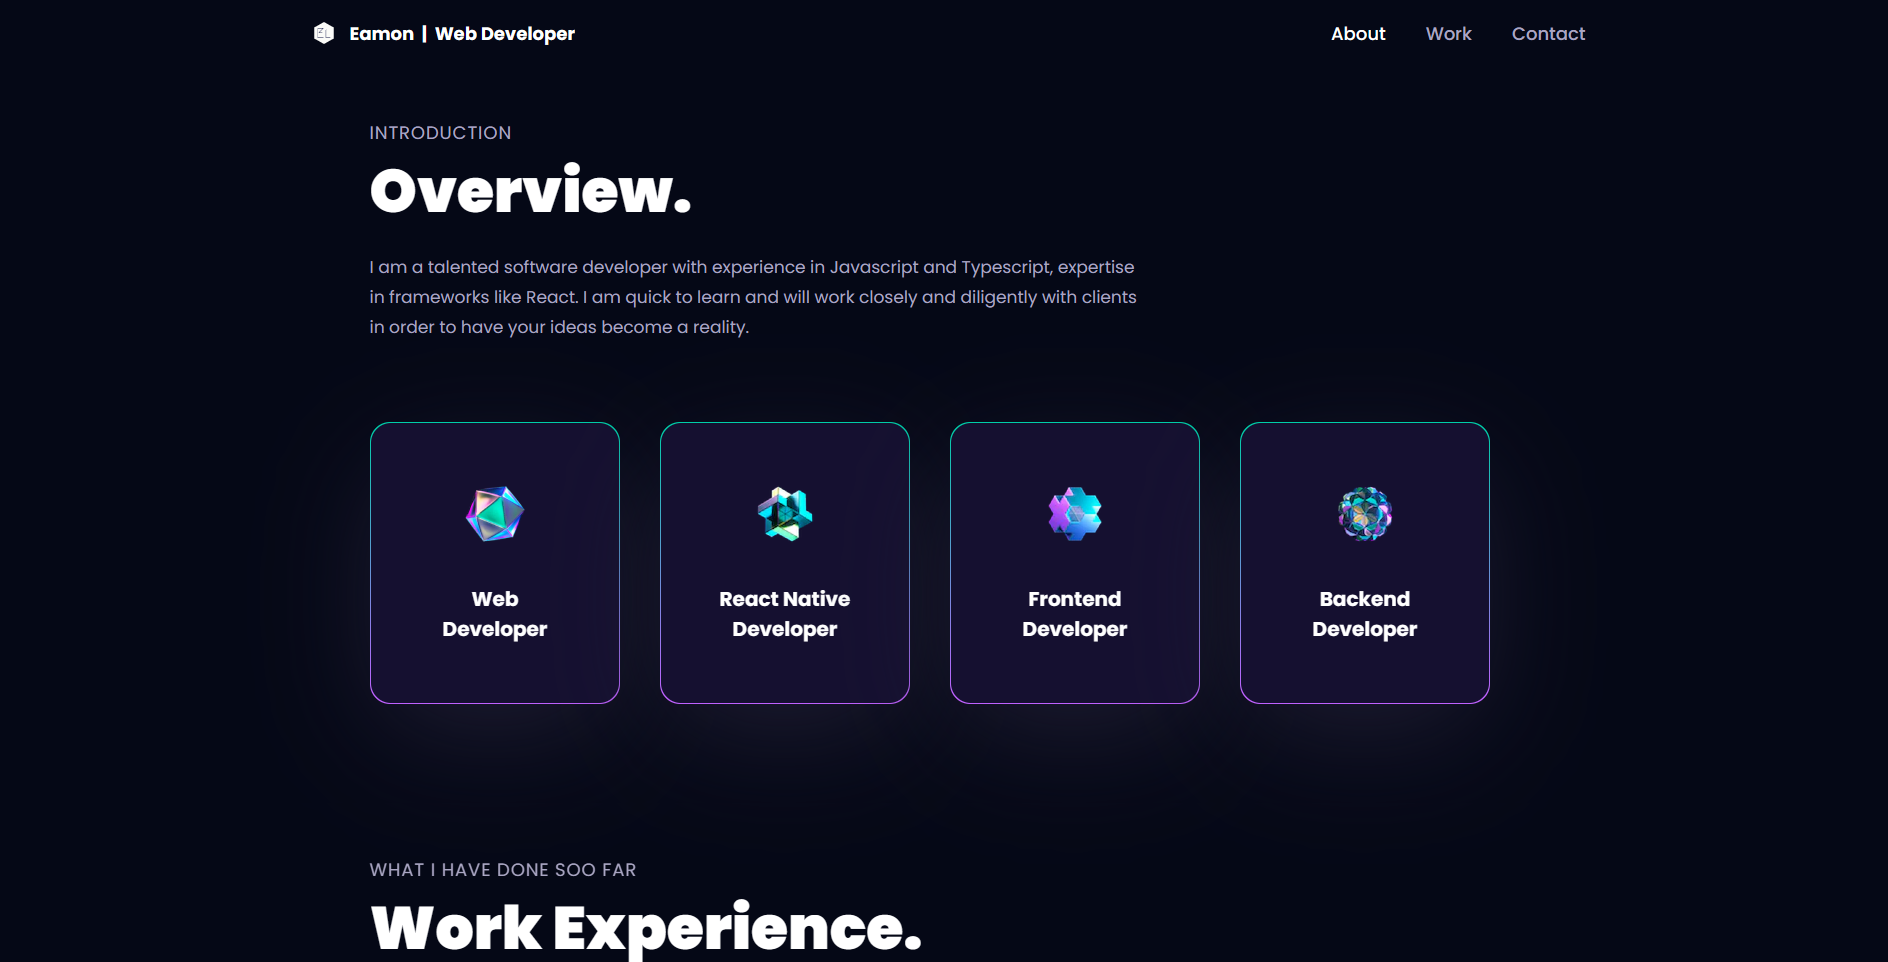 EL
Eamon | Web Developer
About
Work
Contact
INTRODUCTION
Overview.
I am a talented software developer with experience in Javascript and Typescript, expertise
in frameworks like React. I am quick to learn and will work closely and diligently with clients
in order to have your ideas become a reality.
Web
Developer
React Native
Developer
Frontend
Developer
Backend
Developer
WHAT I HAVE DONE SOO FAR
Work Experience.